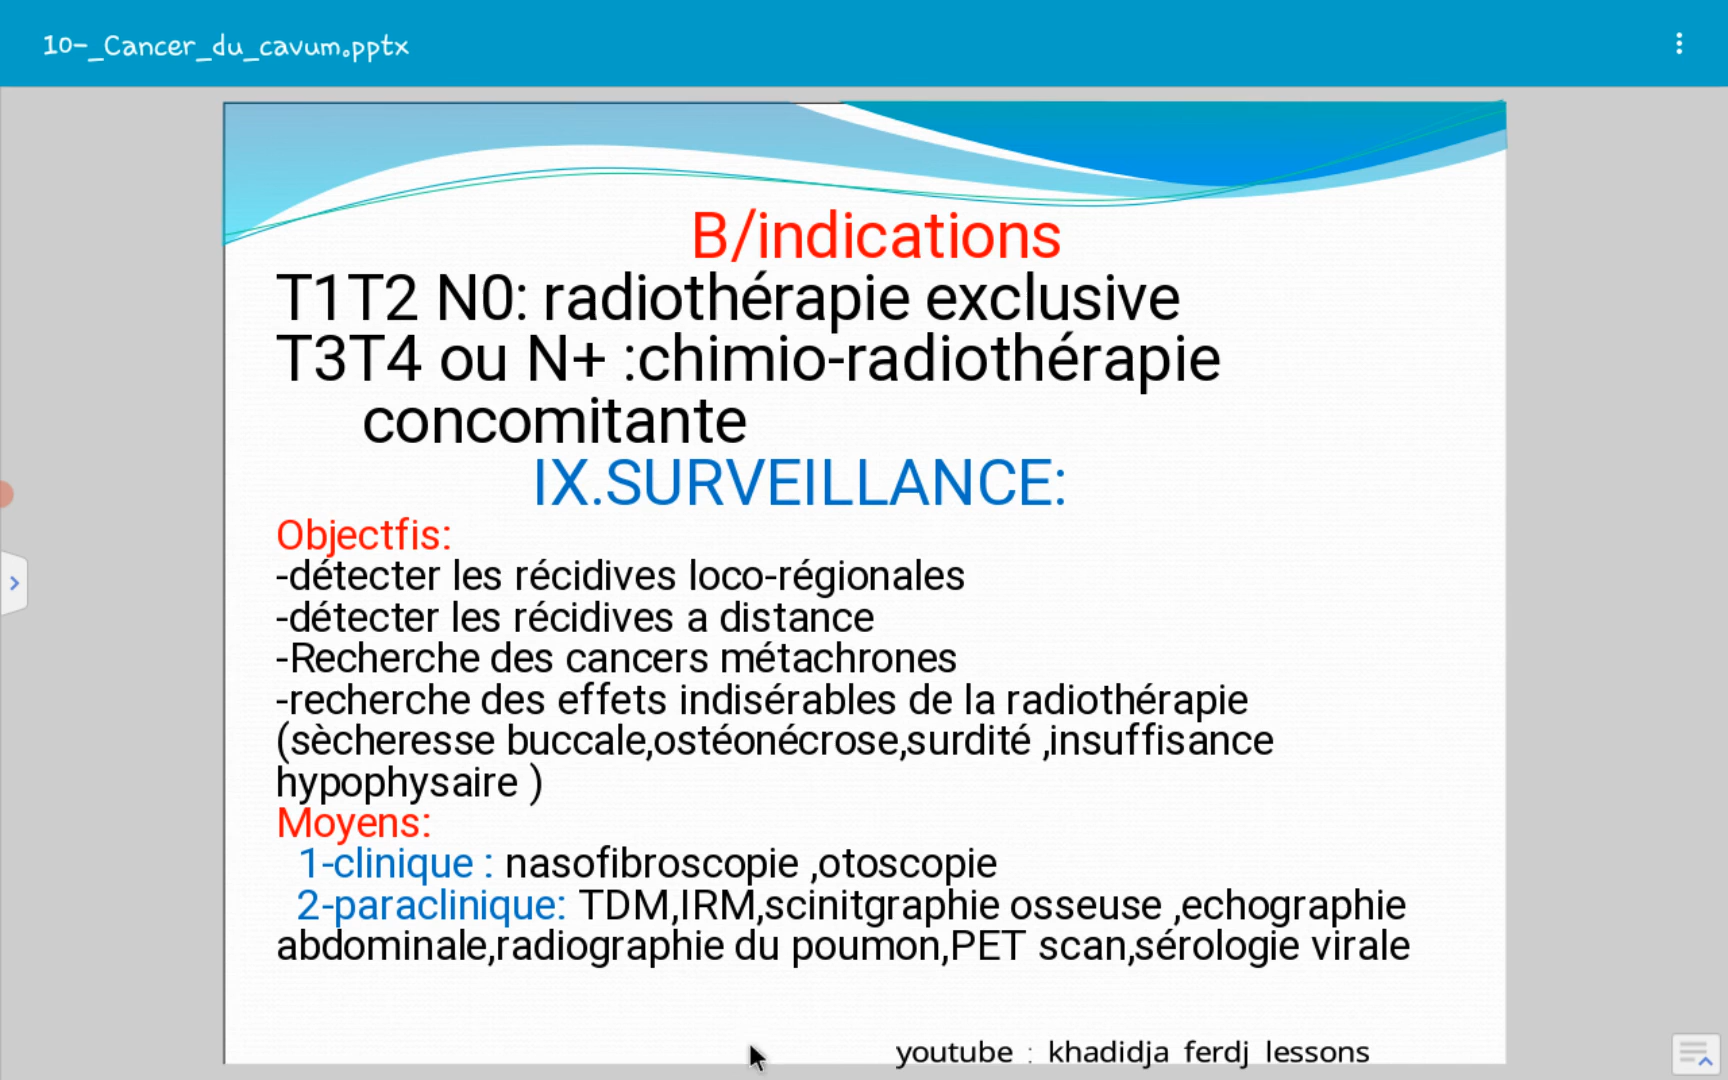 10-_Cancer_du_cavum.pptx
B/indications
T1T2 N0: radiothérapie exclusive
T3T4 ou N+ :chimio-radiothérapie
concomitante
IX.SURVEILLANCE:
Objectfis:
-détecter les récidives loco-régionales
-détecter les récidives a distance
-Recherche des cancers métachrones
-recherche des effets indisérables de la radiothérapie
(sècheresse buccale,ostéonécrose,surdité ,insuffisance
hypophysaire )
Moyens:
1-clinique : nasofibroscopie ,otoscopie
2-paraclinique: TDM,IRM,scinitgraphie osseuse ,echographie
abdominale,radiographie du poumon,PET scan,sérologie virale
youtube : khadidja ferdj lessons